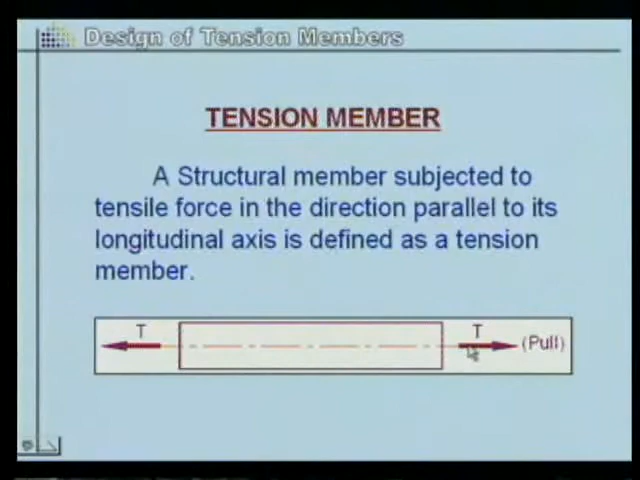 Design of Tension Members
TENSION MEMBER
A Structural member subjected to
tensile force in the direction parallel to its
longitudinal axis is defined as a tension
member.
T T (Pull)